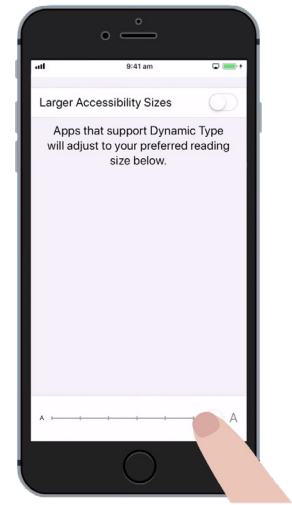 9:41 am
Larger Accessibility Sizes
Apps that support Dynamic Type
will adjust to your preferred reading
size below.
A A